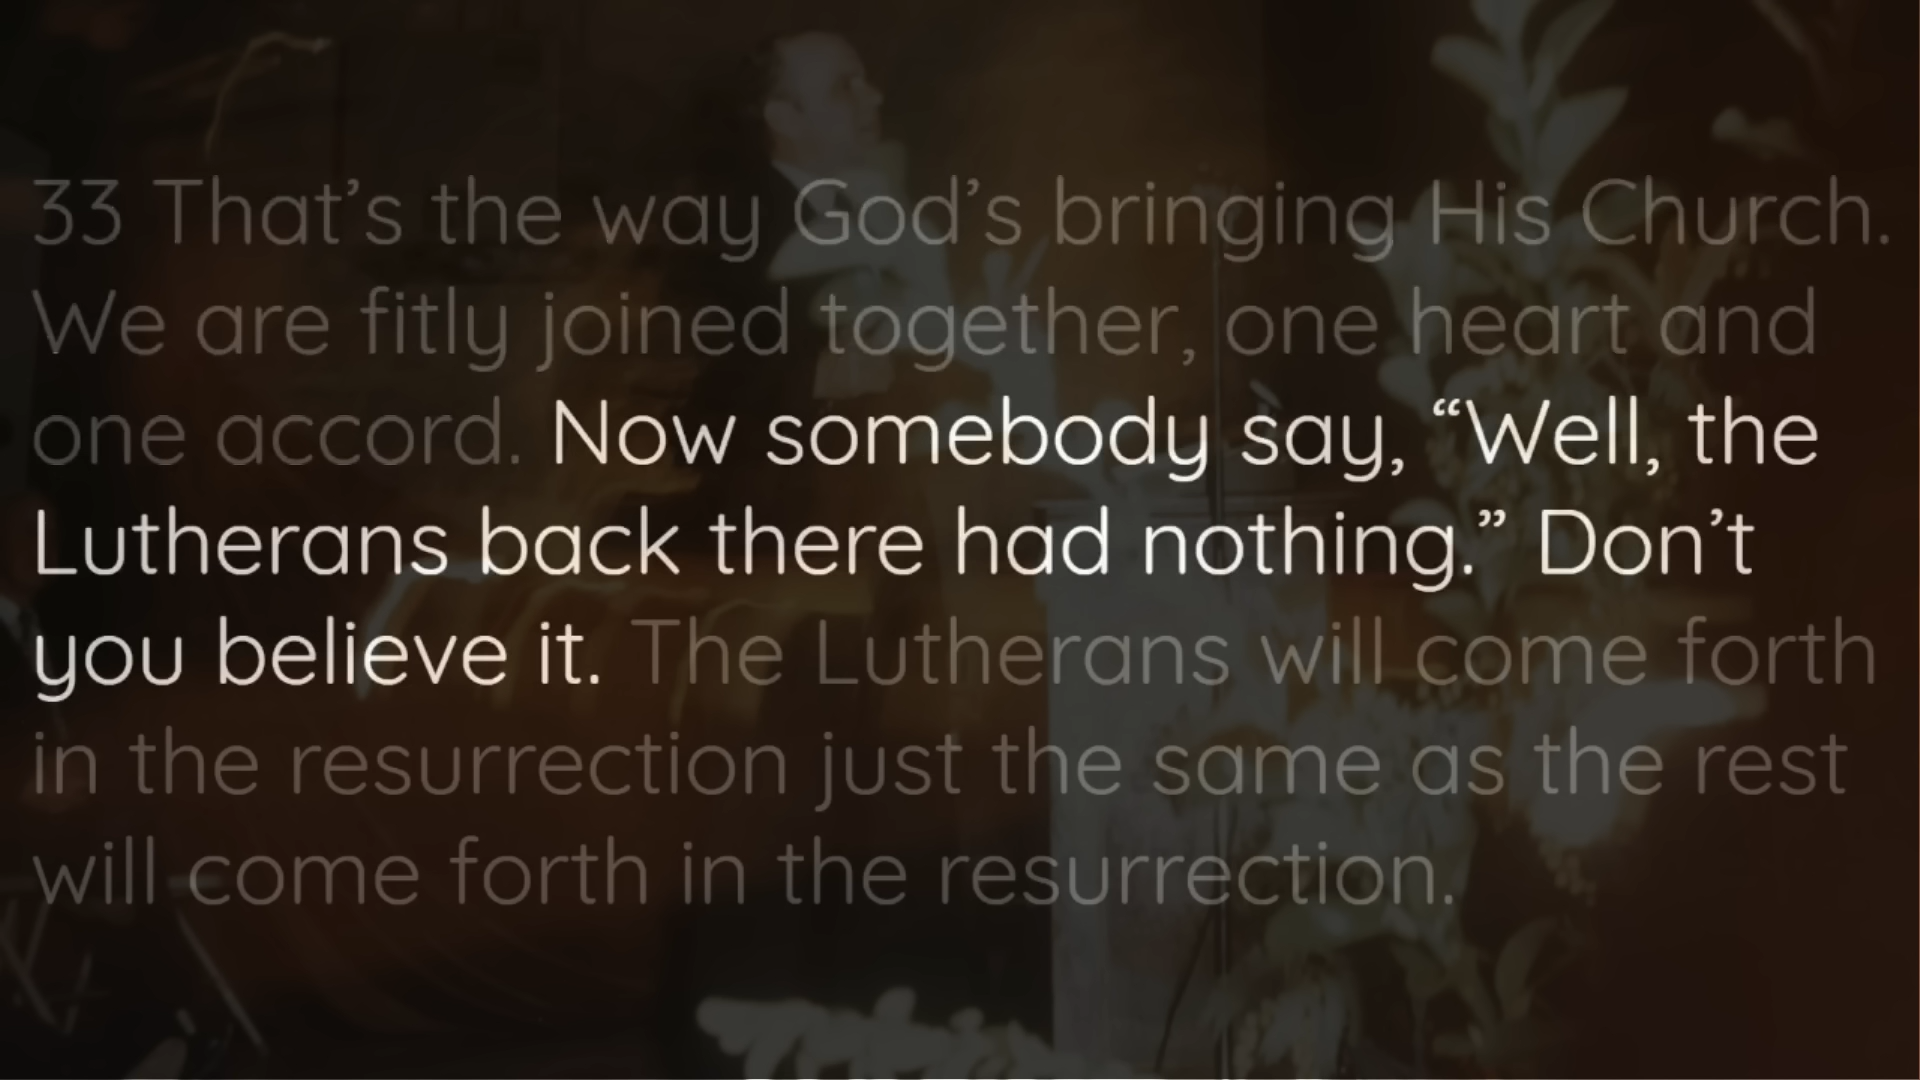 33 That’s the way God’s bringing His Church.
We are fitly joined together, one heart and
one accord. Now somebody say, “Well, the
Lutherans back there had nothing.” Don’t
you believe it. The Lutherans will come forth
in the resurrection just the same as the rest
will come forth in the resurrection.